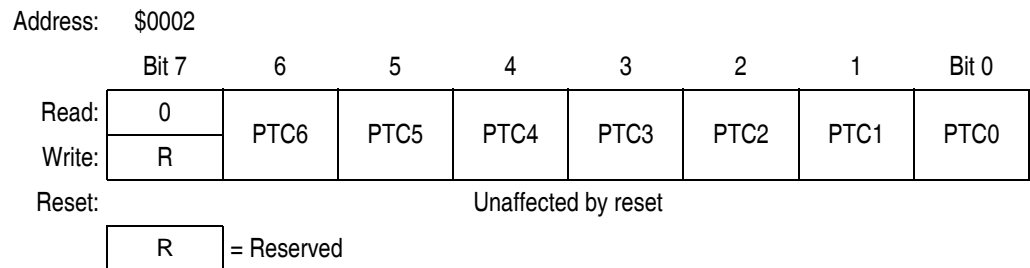 Address: $0002
Bit 7 6 5 4 3 2 1 Bit 0
Read: 0
PTC6 PTC5 PTC4 PTC3 PTC2 PTC1 PTC0
Write: R
Reset: Unaffected by reset
R = Reserved